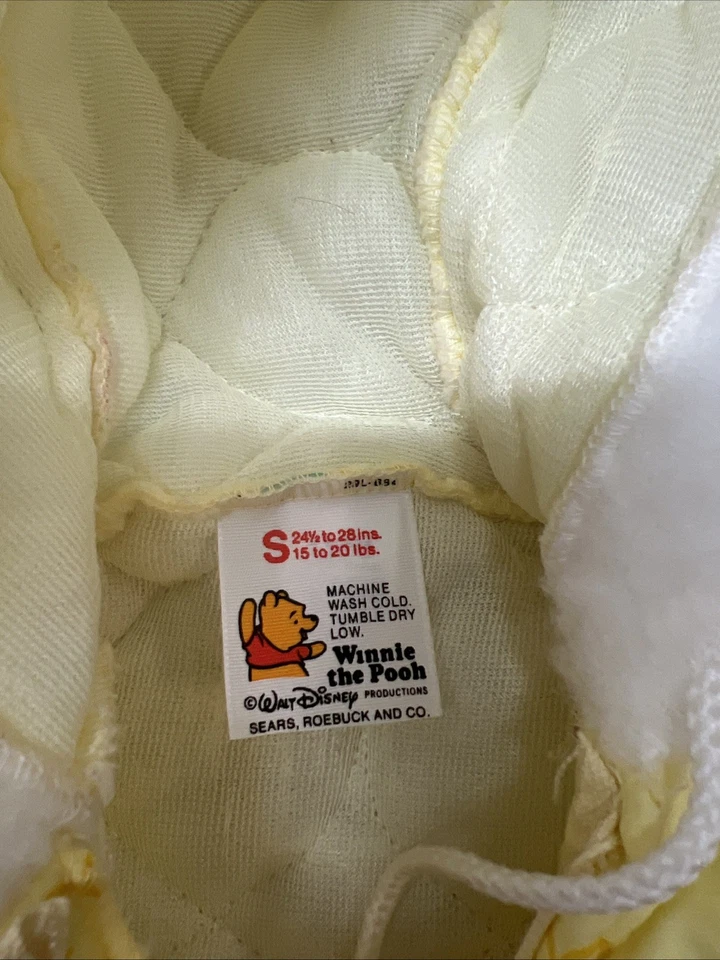 S 24½ to 28 ins.
15 to 20 lbs.
MACHINE
WASH COLD.
TUMBLE DRY
LOW.
Winnie
the Pooh
©WALT DISNEY PRODUCTIONS
SEARS, ROEBUCK AND CO.